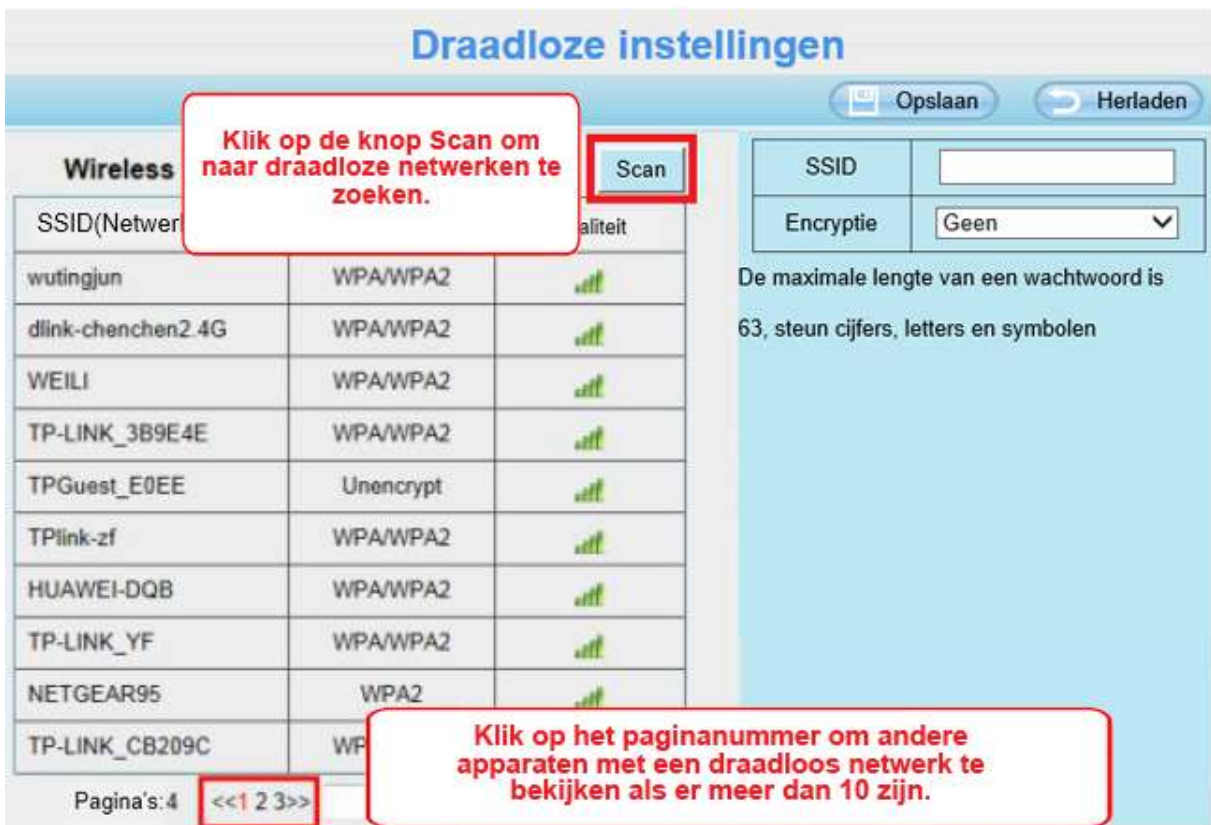 Draadloze instellingen
Opslaan Herladen
Klik op de knop Scan om
naar draadloze netwerken te
zoeken.
Wireless Scan
SSID(Netwer aliteit
wutingjun WPA/WPA2
dlink-chenchen2.4G WPA/WPA2
WEILI WPA/WPA2
TP-LINK_3B9E4E WPA/WPA2
TPGuest_E0EE Unencrypt
TPlink-zf WPA/WPA2
HUAWEI-DQB WPA/WPA2
TP-LINK_YF WPA/WPA2
NETGEAR95 WPA2
TP-LINK_CB209C WP
Pagina's:4 <<1 2 3>>
Klik op het paginanummer om andere
apparaten met een draadloos netwerk te
bekijken als er meer dan 10 zijn.
SSID
Encryptie Geen
De maximale lengte van een wachtwoord is
63, steun cijfers, letters en symbolen